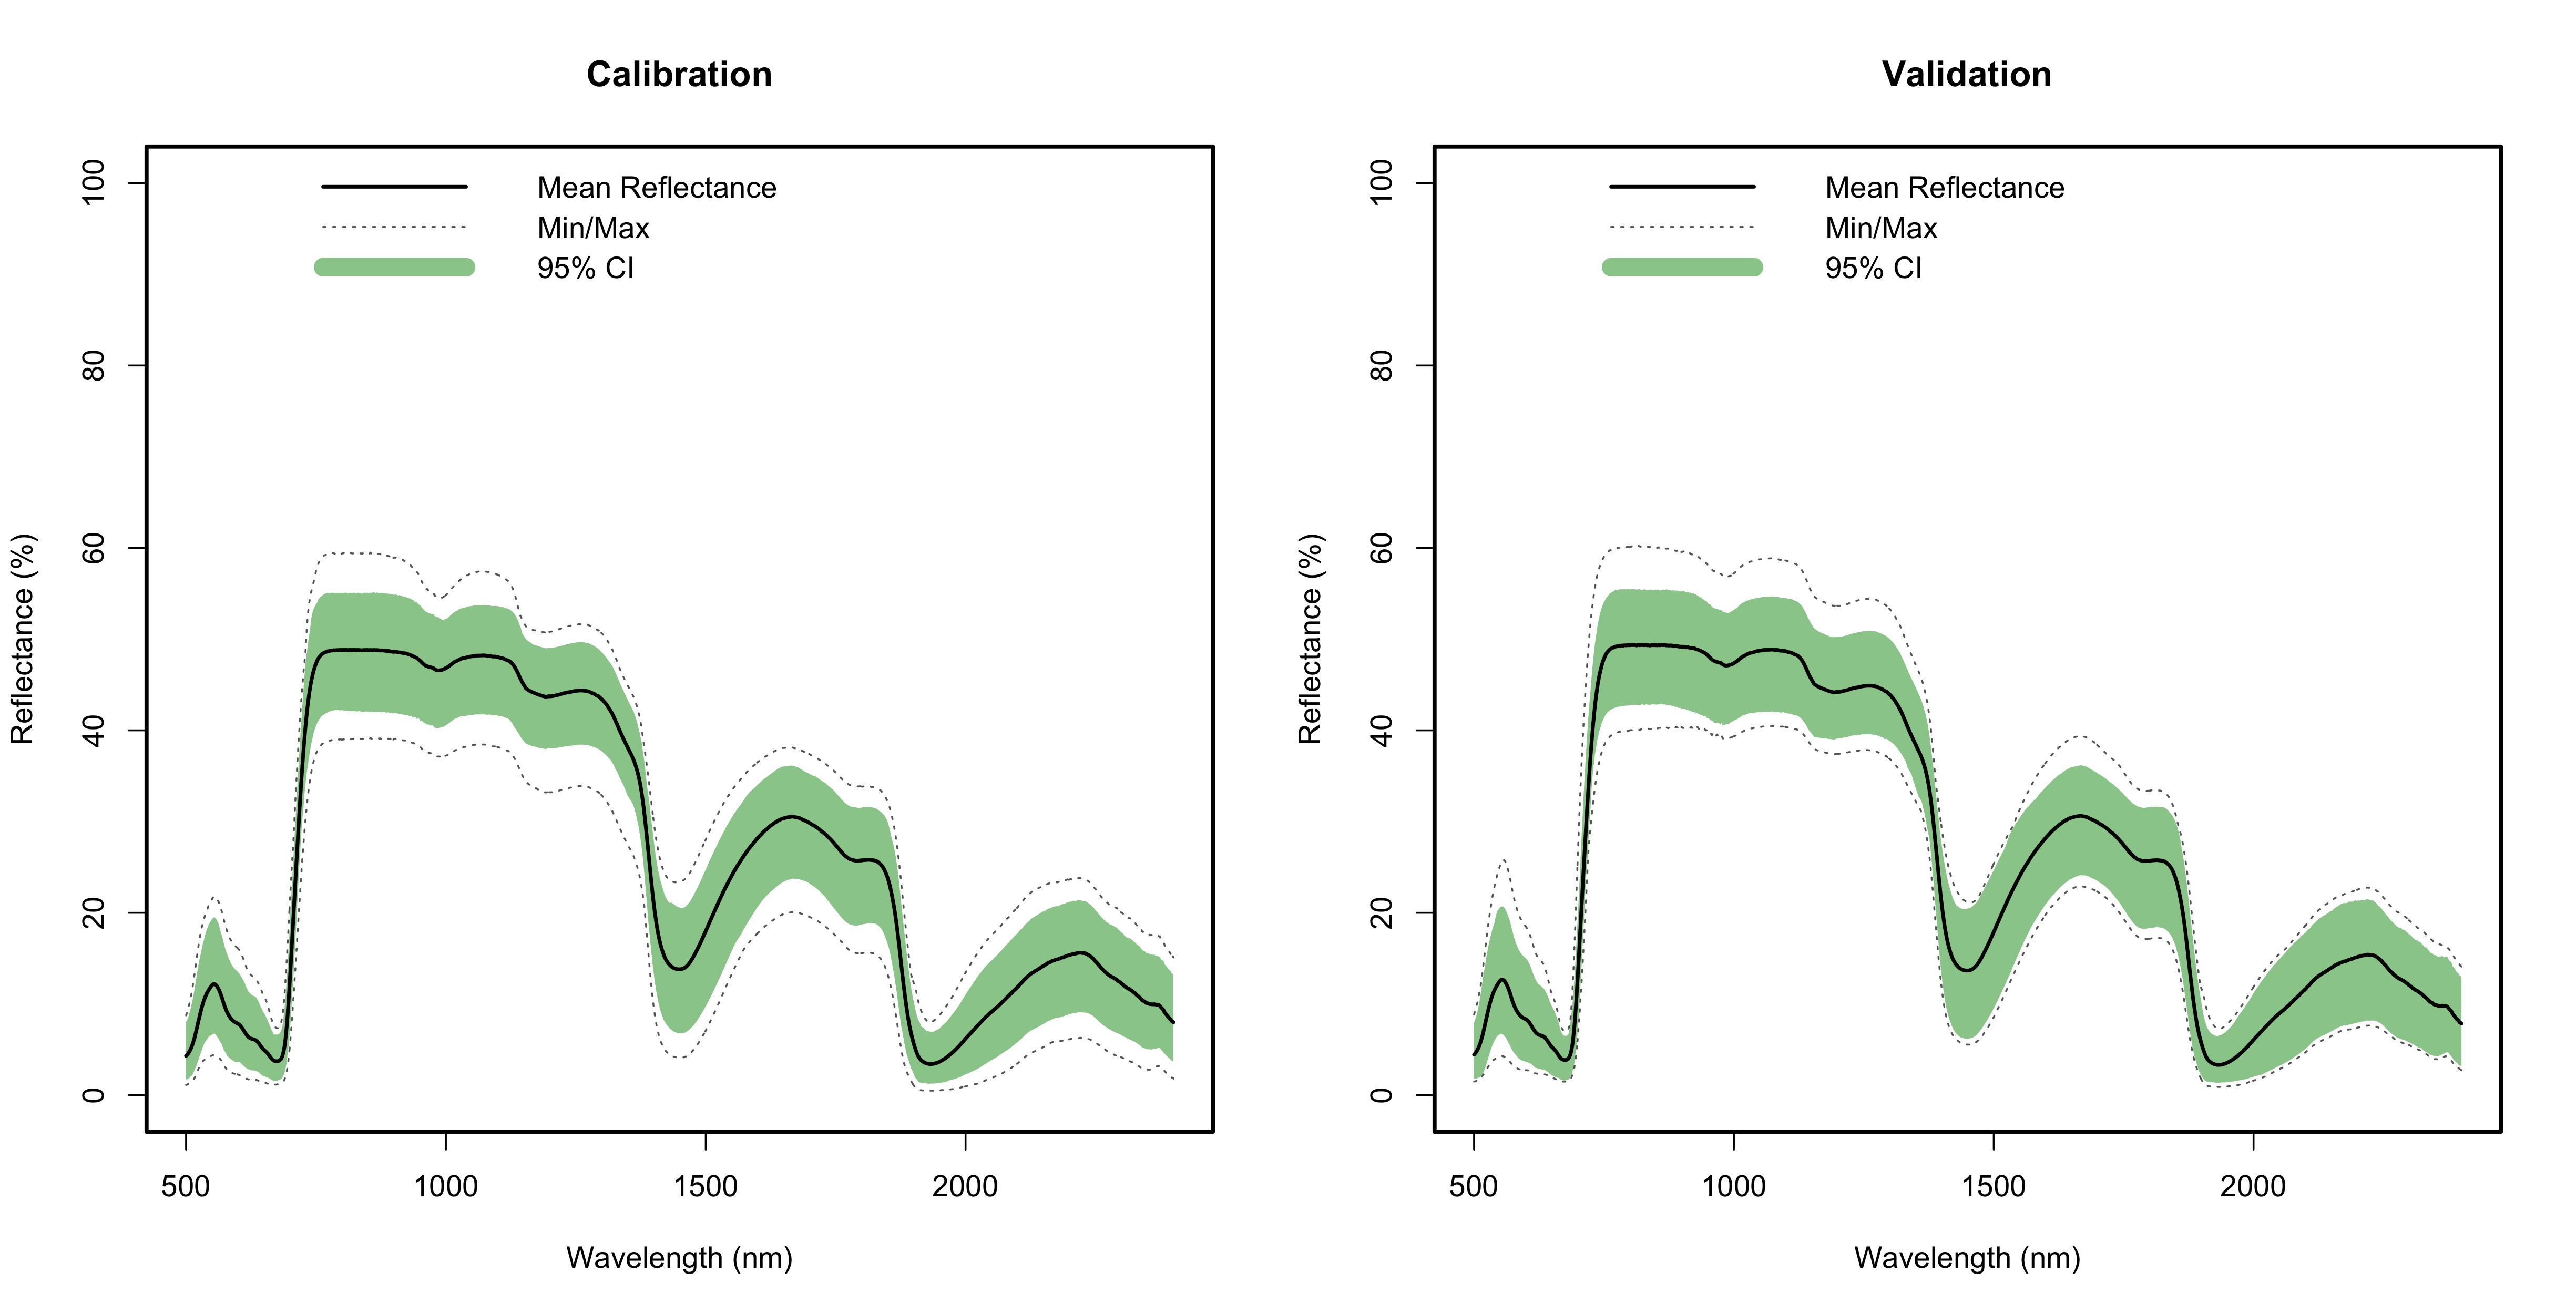 Calibration
Mean Reflectance
Min/Max
95% CI
Reflectance (%)
100
80
60
40
20
0
500 1000 1500 2000
Wavelength (nm)
Validation
Mean Reflectance
Min/Max
95% CI
Reflectance (%)
100
80
60
40
20
0
500 1000 1500 2000
Wavelength (nm)